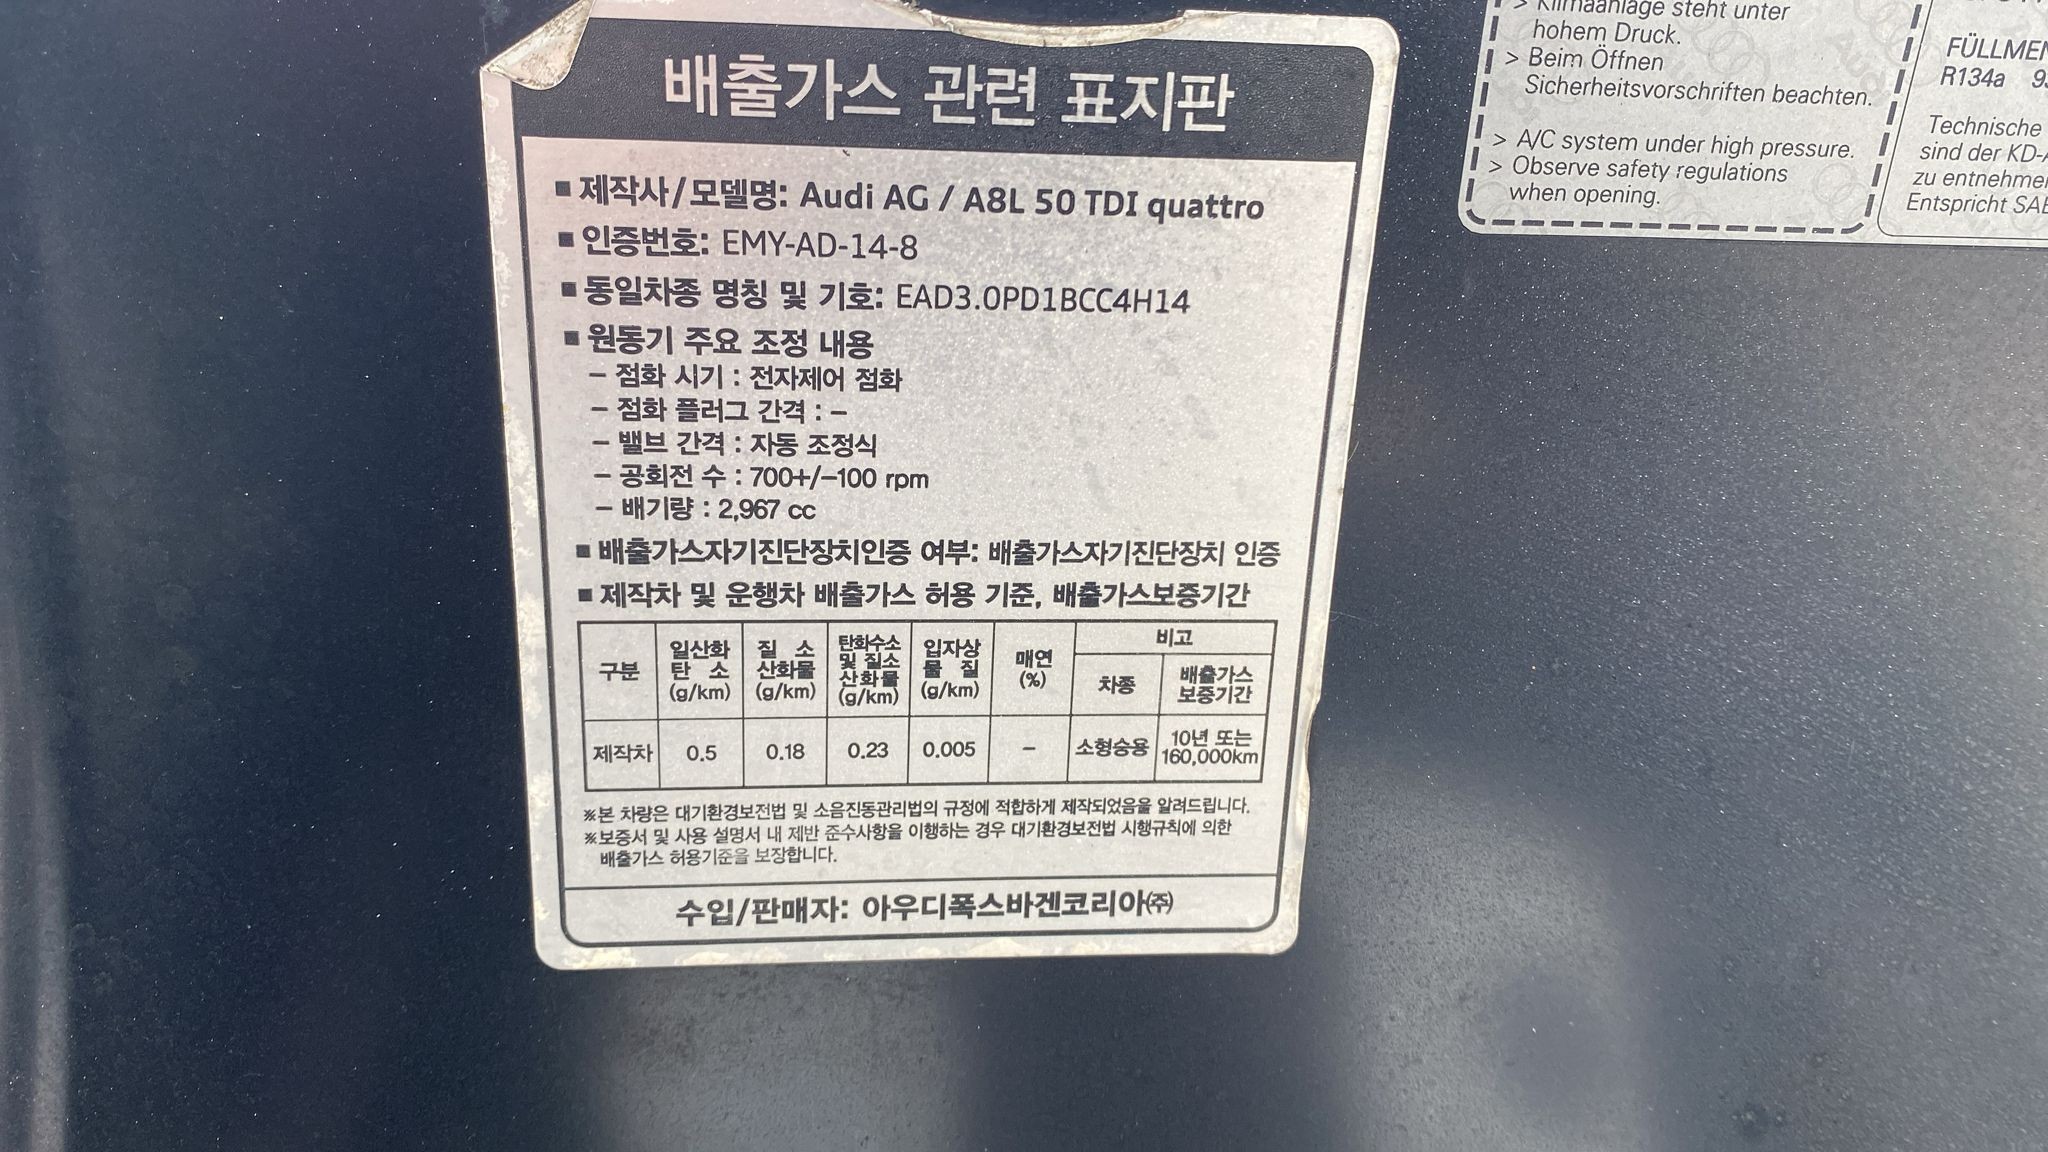 배출가스 관련 표지판
■ 제작사/모델명: Audi AG / A8L 50 TDI quattro
■ 인증번호: EMY-AD-14-8
■ 동일차종 명칭 및 기호: EAD3.0PD1BCC4H14
■ 원동기 주요 조정 내용
– 점화 시기 : 전자제어 점화
– 점화 플러그 간격 : –
– 밸브 간격 : 자동 조정식
– 공회전 수 : 700+/–100 rpm
– 배기량 : 2,967 cc
■ 배출가스자기진단장치인증 여부: 배출가스자기진단장치 인증
■ 제작차 및 운행차 배출가스 허용 기준, 배출가스보증기간
구분
일산화
탄 소
(g/km)
질 소
산화물
(g/km)
탄화수소
및 질소
산화물
(g/km)
입자상
물 질
(g/km)
매연
(%)
비고
차종
배출가스
보증기간
제작차 0.5 0.18 0.23 0.005 – 소형승용 10년 또는
160,000km
※본 차량은 대기환경보전법 및 소음진동관리법의 규정에 적합하게 제작되었음을 알려드립니다.
※보증서 및 사용 설명서 내 제반 준수사항을 이행하는 경우 대기환경보전법 시행규칙에 의한
배출가스 허용기준을 보장합니다.
수입/판매자: 아우디폭스바겐코리아㈜
> Klimaanlage steht unter
hohem Druck.
> Beim Öffnen
Sicherheitsvorschriften beachten.
> A/C system under high pressure.
> Observe safety regulations
when opening.
R134a
Technische
sind der
zu
Entspricht